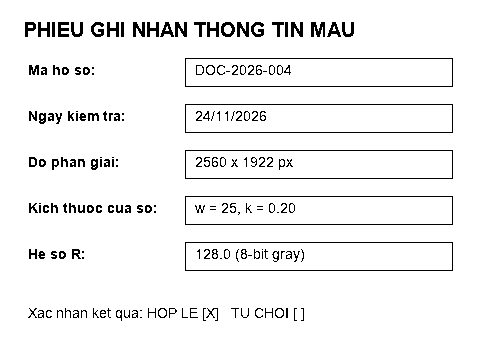 PHIEU GHI NHAN THONG TIN MAU
Ma ho so: DOC-2026-004
Ngay kiem tra: 24/11/2026
Do phan giai: 2560 x 1922 px
Kich thuoc cua so: w = 25, k = 0.20
He so R: 128.0 (8-bit gray)
Xac nhan ket qua: HOP LE [X] TU CHOI [ ]